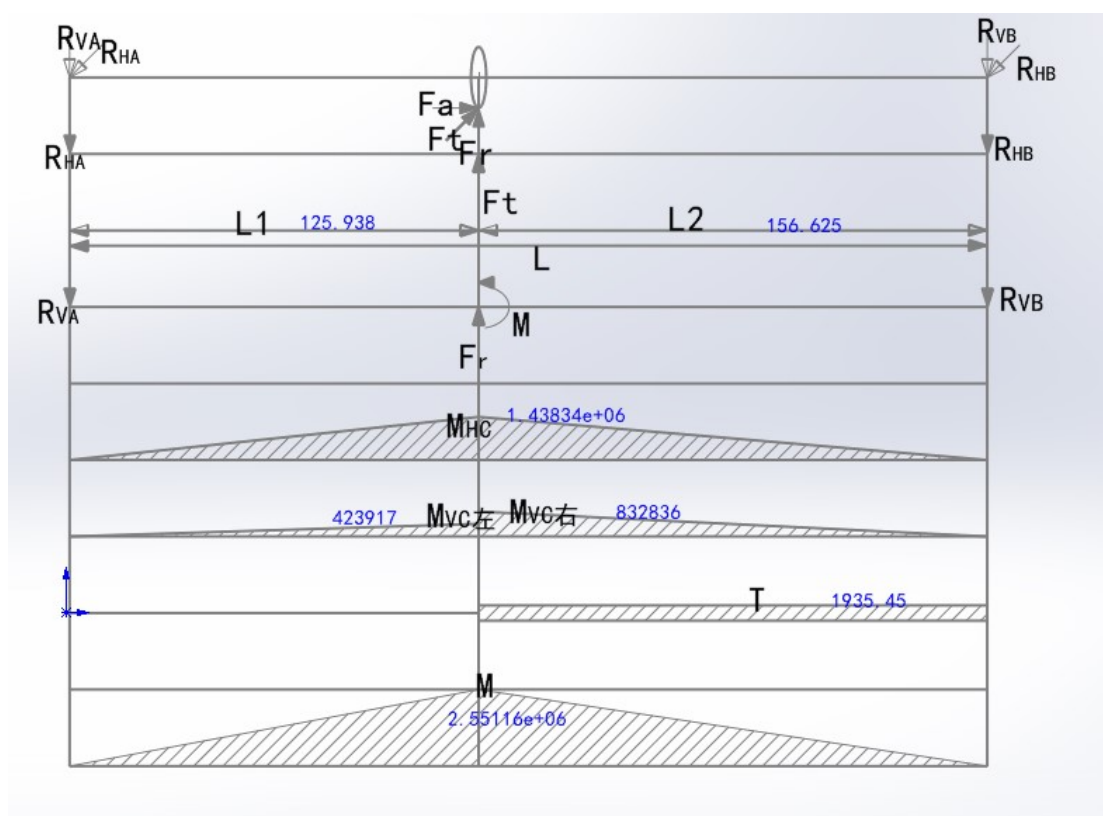 RVA
RHA
RVB
RHB
Fa
Ft
Fr
RHA
RHB
Ft
L1 125.938
L2 156.625
L
RVA
RVB
M
Fr
MHC 1.43834e+06
423917 MVC左 MVC右 832836
T 1935.45
M
2.55116e+06